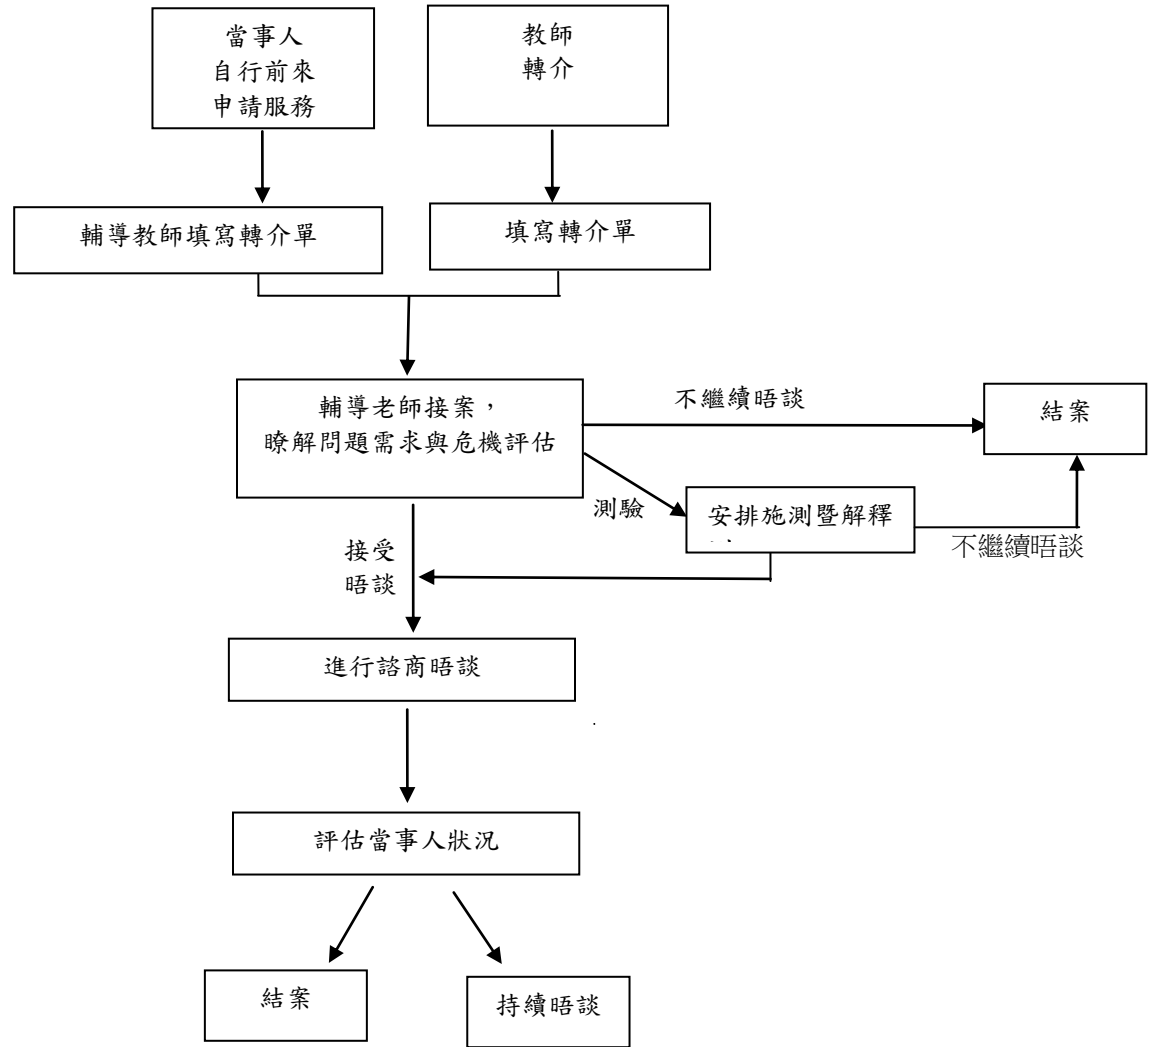 當事人
自行前來
申請服務
教師
轉介
輔導教師填寫轉介單
填寫轉介單
輔導老師接案，
瞭解問題需求與危機評估
不繼續晤談
結案
測驗
安排施測暨解釋
不繼續晤談
接受
晤談
進行諮商晤談
評估當事人狀況
結案
持續晤談